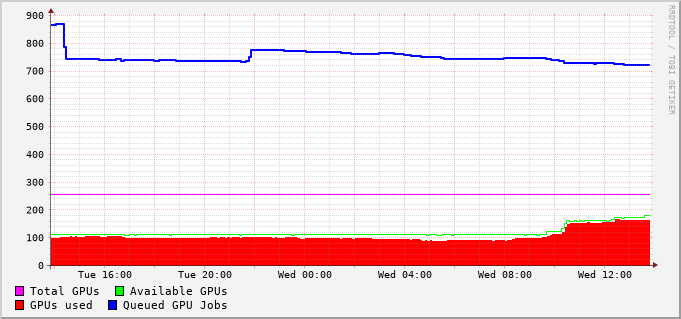 900
800
700
600
500
400
300
200
100
0
Tue 16:00 Tue 20:00 Wed 00:00 Wed 04:00 Wed 08:00 Wed 12:00
Total GPUs Available GPUs
GPUs used Queued GPU Jobs
RRDTOOL / TOBI OETIKER